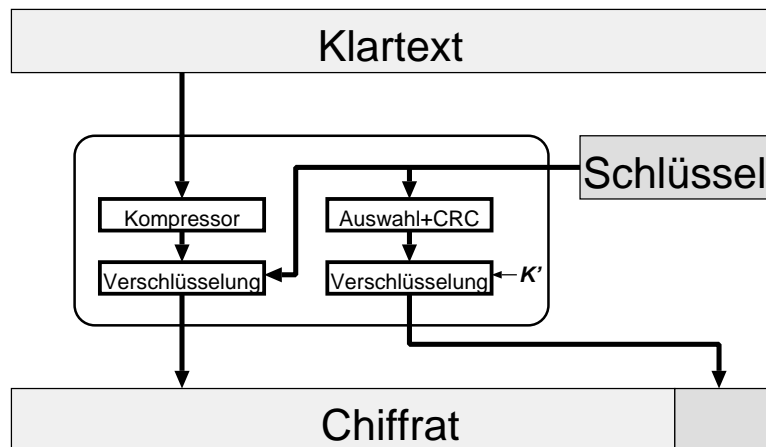 Klartext
Schlüssel
Kompressor
Auswahl+CRC
Verschlüsselung
Verschlüsselung
K'
Chiffrat